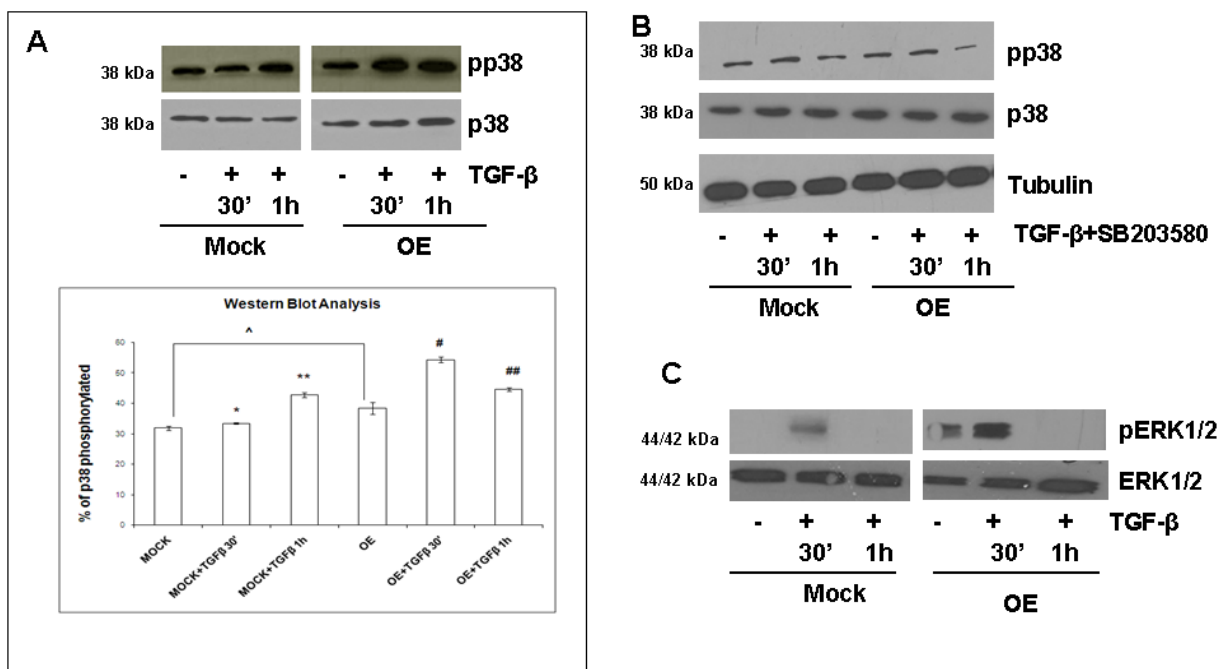 A
38 kDa
pp38
38 kDa
p38
- + + - + + TGF-β
30' 1h 30' 1h
Mock OE
Western Blot Analysis
% of p38 phosphorylated
60
50
40
30
20
10
0
^
*
**
#
##
MOCK
MOCK+TGFβ 30'
MOCK+TGFβ 1h
OE
OE+TGFβ 30'
OE+TGFβ 1h
B
38 kDa
pp38
38 kDa
p38
50 kDa
Tubulin
- + + - + + TGF-β+SB203580
30' 1h 30' 1h
Mock OE
C
44/42 kDa
pERK1/2
44/42 kDa
ERK1/2
- + + - + + TGF-β
30' 1h 30' 1h
Mock OE